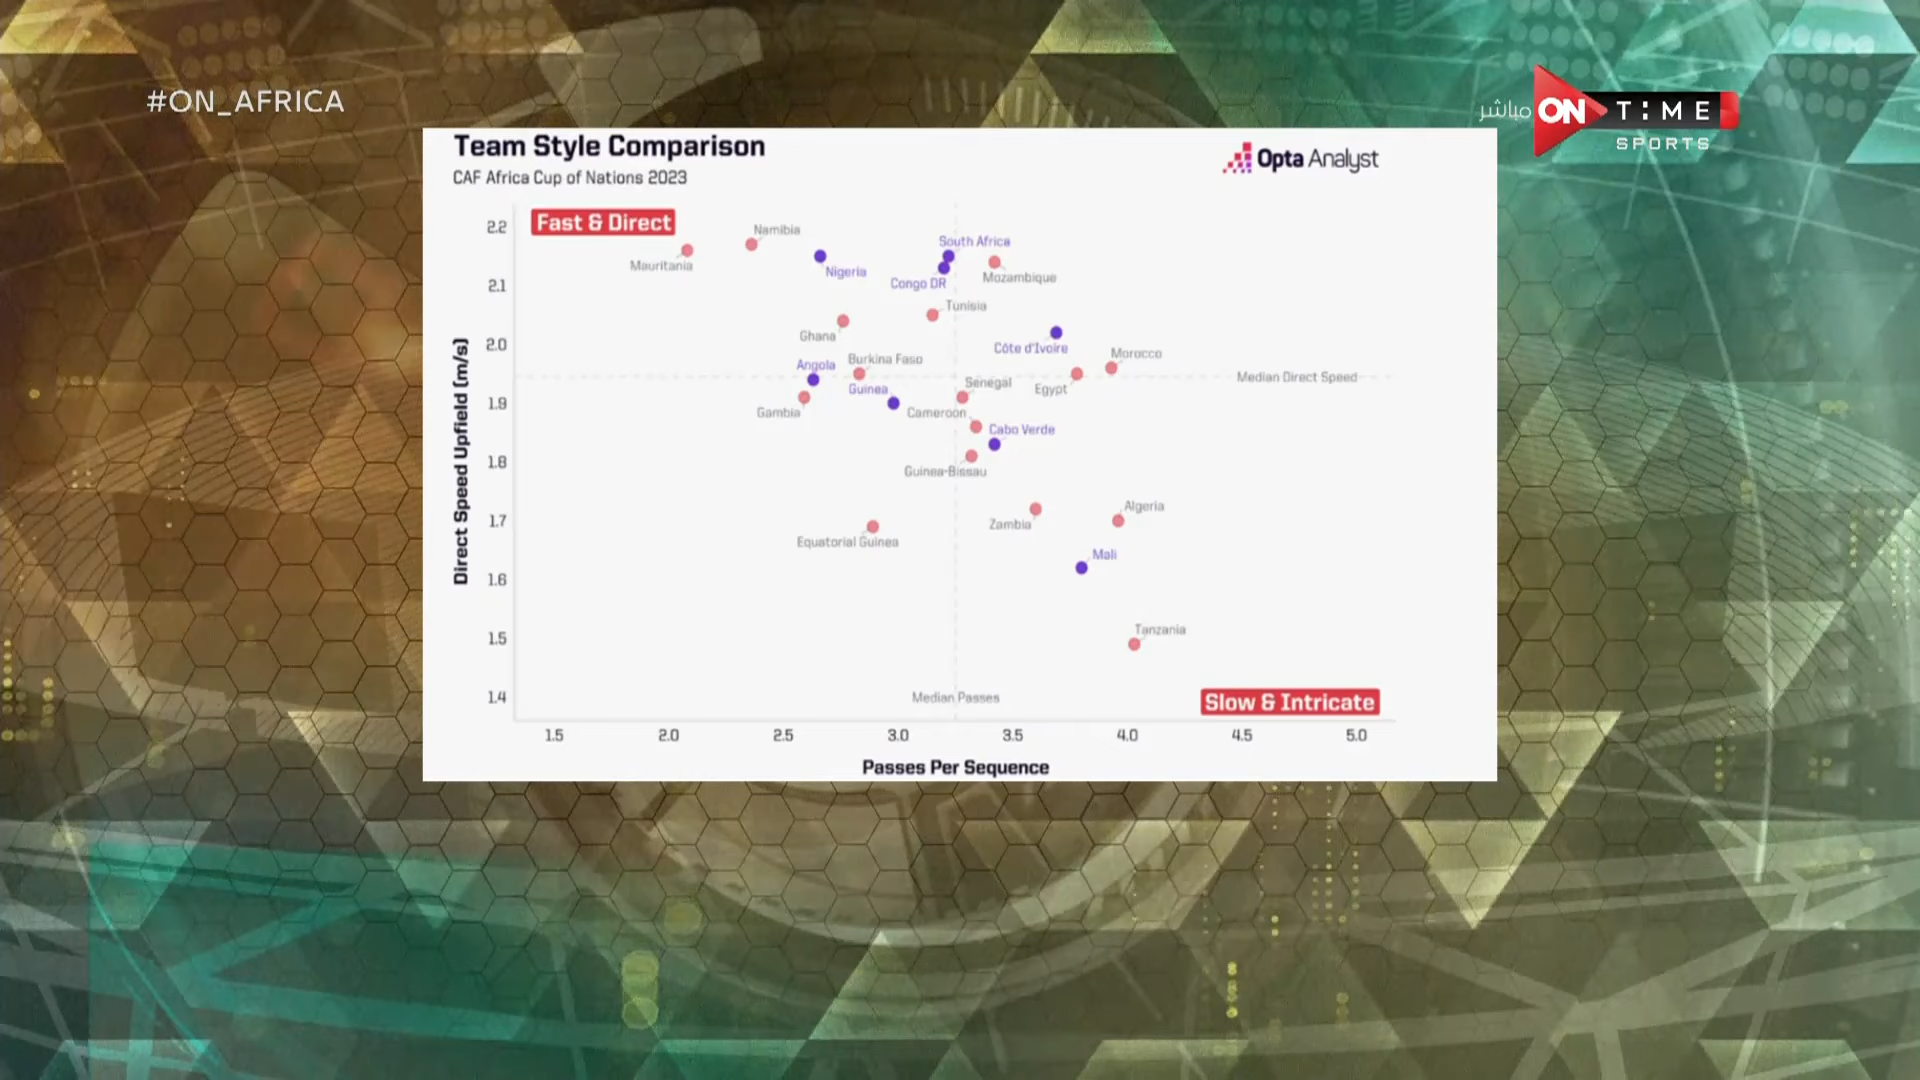 #ON_AFRICA
مباشر
ON TIME
SPORTS
Team Style Comparison
CAF Africa Cup of Nations 2023
Opta Analyst
Fast & Direct
Direct Speed Upfield (m/s)
2.2
2.1
2.0
1.9
1.8
1.7
1.6
1.5
1.4
Namibia
Mauritania
Nigeria
South Africa
Congo DR
Mozambique
Tunisia
Ghana
Côte d'Ivoire
Morocco
Burkina Faso
Angola
Median Direct Speed
Guinea
Senegal
Egypt
Gambia
Cameroon
Cabo Verde
Guinea-Bissau
Algeria
Zambia
Equatorial Guinea
Mali
Tanzania
Median Passes
Slow & Intricate
1.5 2.0 2.5 3.0 3.5 4.0 4.5 5.0
Passes Per Sequence